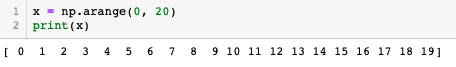 1 x = np.arange(0, 20)
2 print(x)
[ 0  1  2  3  4  5  6  7  8  9 10 11 12 13 14 15 16 17 18 19]